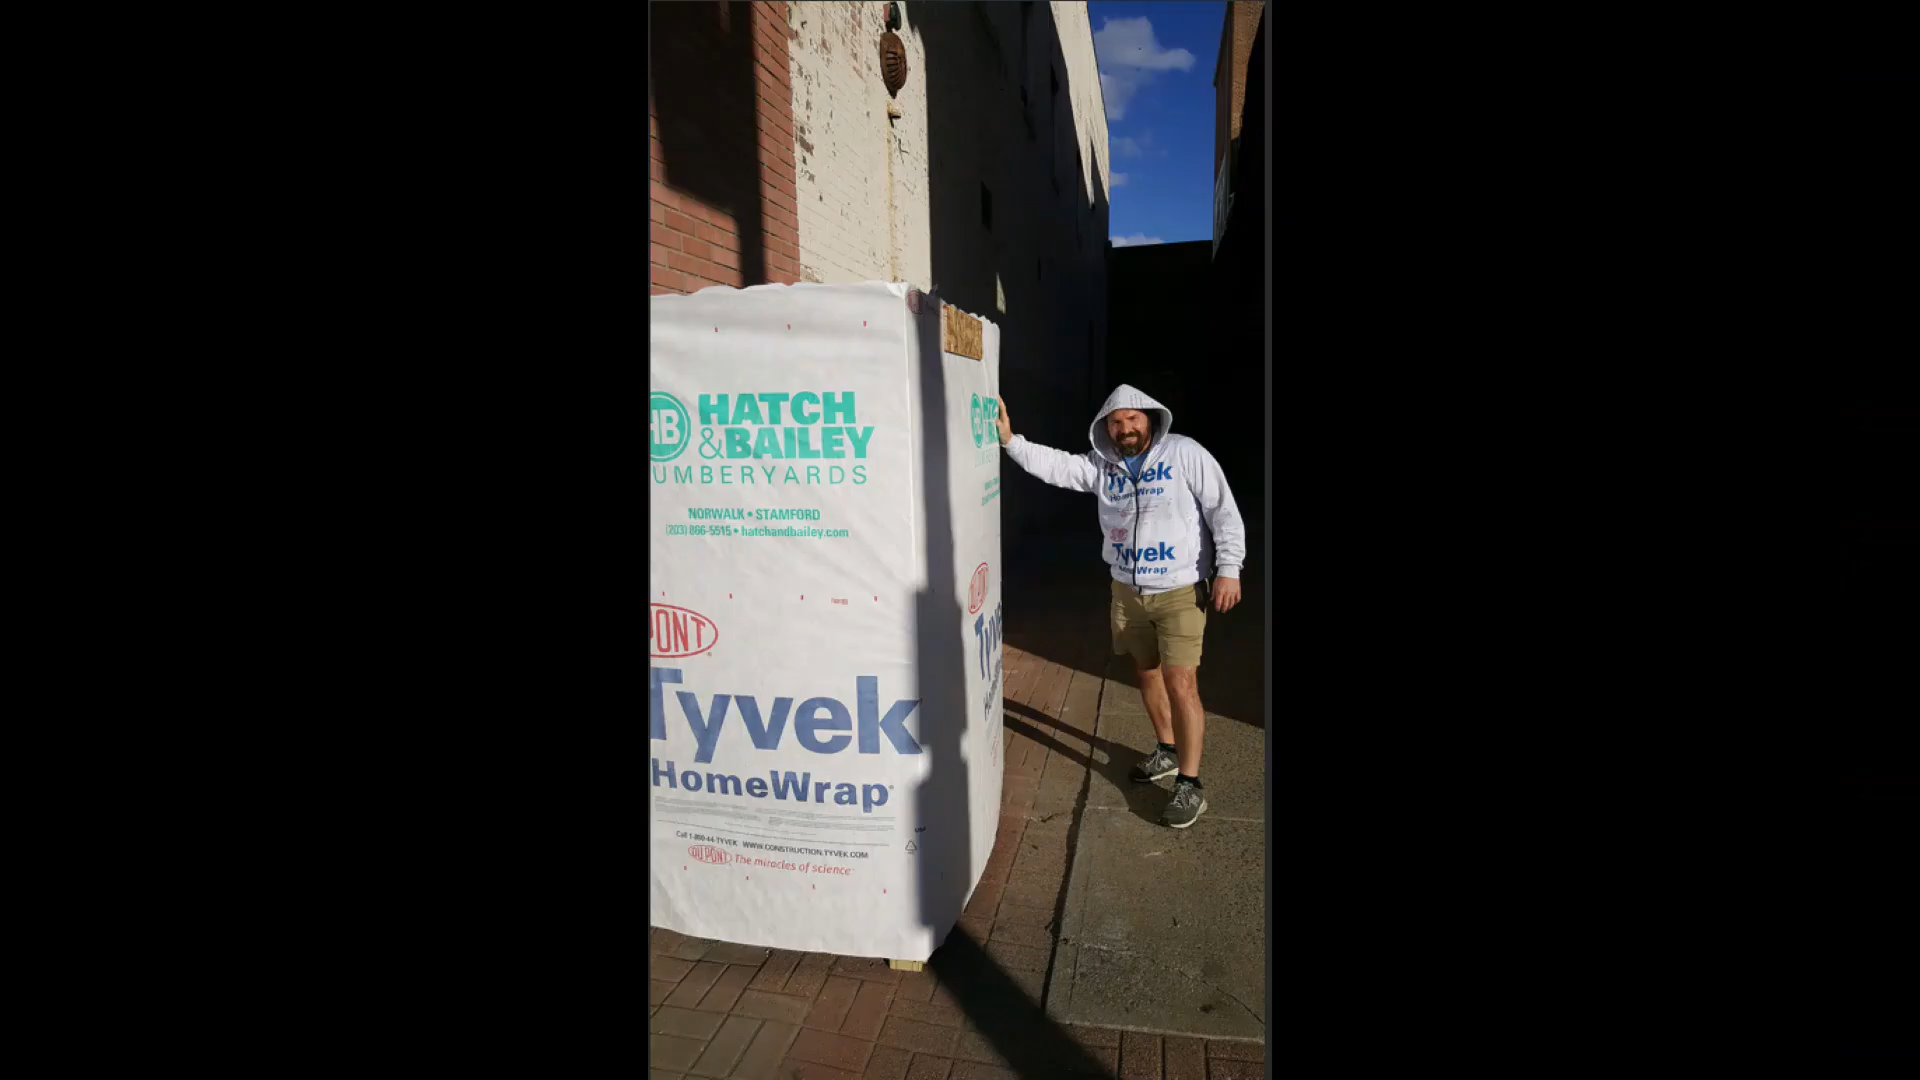 HB HATCH
&BAILEY
UMBERYARDS
NORWALK • STAMFORD
(203) 866-5515 • hatchandbailey.com
PONT
Tyvek
HomeWrap
Call 1-800-44-TYVEK WWW.CONSTRUCTION.TYVEK.COM
DUPONT The miracles of science
Tyvek
HomeWrap
Tyvek
HomeWrap